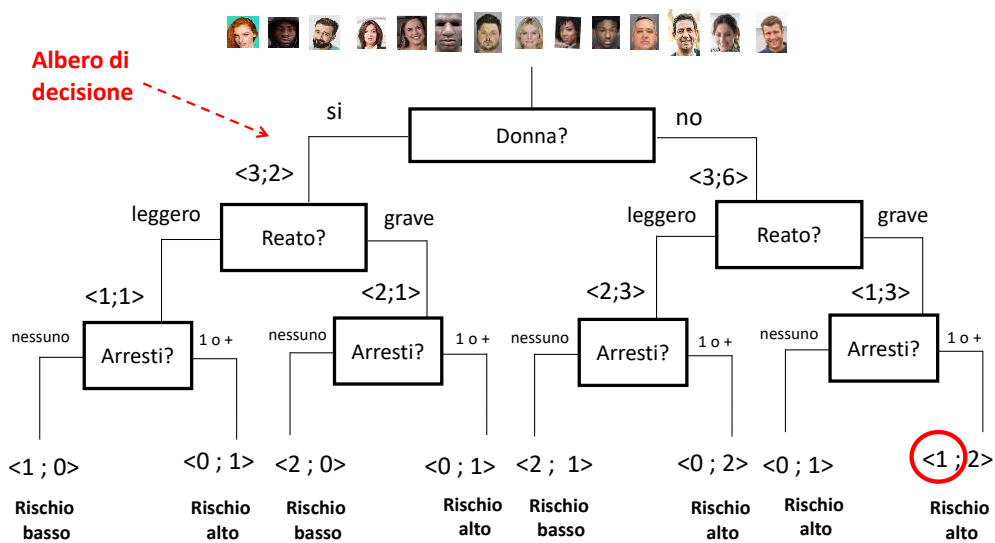 Albero di
decisione
si
Donna?
no
<3;2>
<3;6>
leggero
Reato?
grave
leggero
Reato?
grave
<1;1>
<2;1>
<2;3>
<1;3>
nessuno
Arresti?
1 o +
nessuno
Arresti?
1 o +
nessuno
Arresti?
1 o +
nessuno
Arresti?
1 o +
<1 ; 0>
<0 ; 1>
<2 ; 0>
<0 ; 1>
<2 ; 1>
<0 ; 2>
<0 ; 1>
<1 ; 2>
Rischio
basso
Rischio
alto
Rischio
basso
Rischio
alto
Rischio
basso
Rischio
alto
Rischio
alto
Rischio
alto